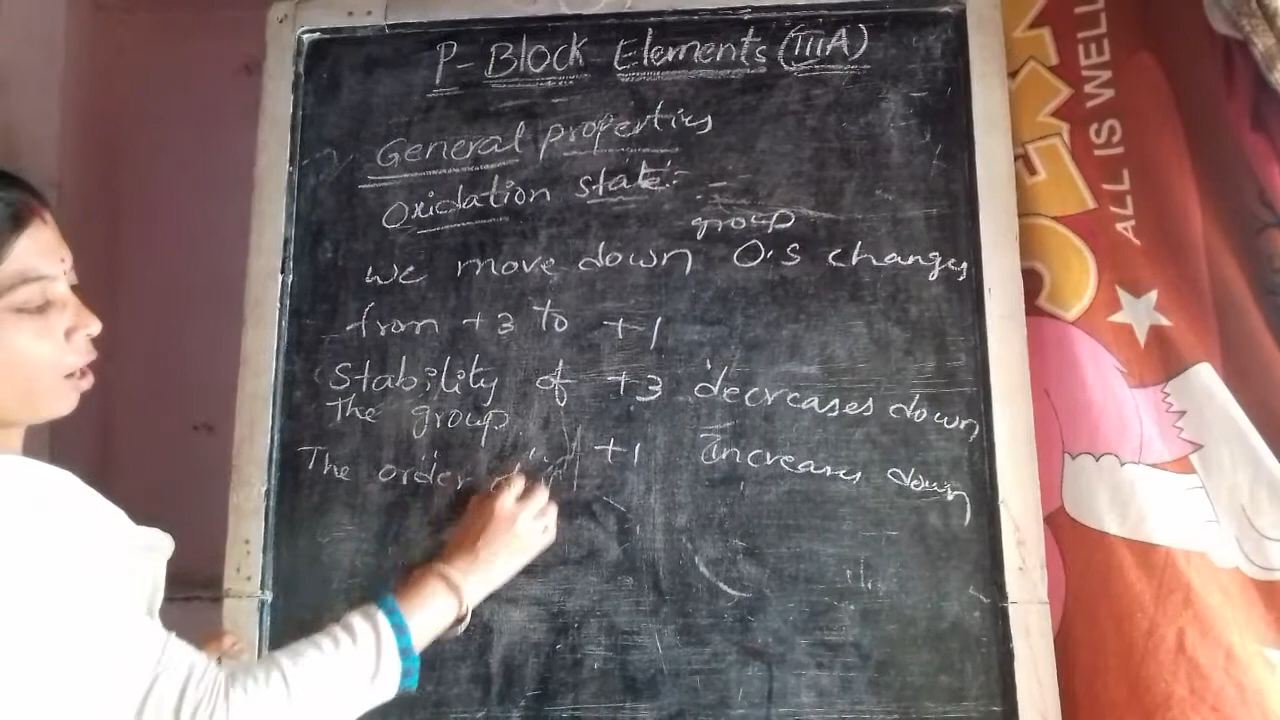 P-Block Elements (IIIA)
General properties
Oxidation state:-
group
we move down O.S changes
from +3 to +1
Stability of +3 decreases down
the group.
+1 increases down
The order of
ALL IS WELL